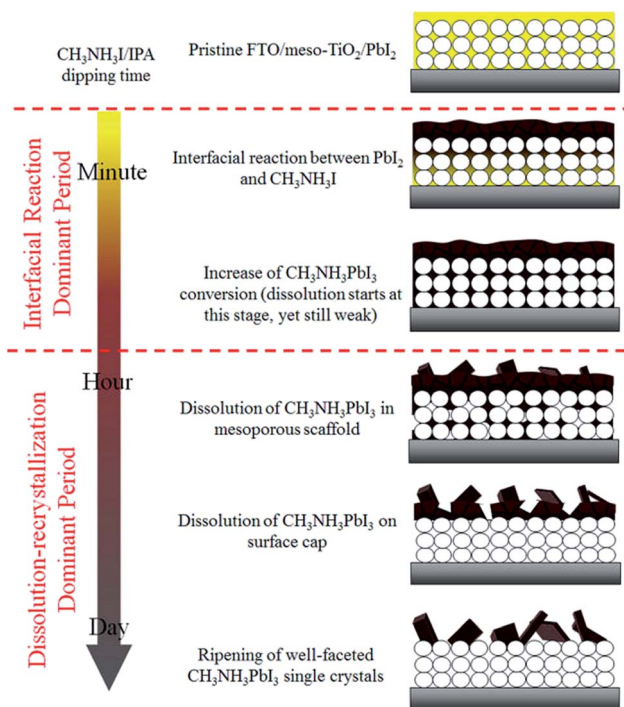 CH₃NH₃I/IPA
dipping time
Pristine FTO/meso-TiO₂/PbI₂
Interfacial Reaction
Dominant Period
Minute
Interfacial reaction between PbI₂
and CH₃NH₃I
Increase of CH₃NH₃PbI₃
conversion (dissolution starts at
this stage, yet still weak)
Dissolution-recrystallization
Dominant Period
Hour
Dissolution of CH₃NH₃PbI₃ in
mesoporous scaffold
Dissolution of CH₃NH₃PbI₃ on
surface cap
Day
Ripening of well-faceted
CH₃NH₃PbI₃ single crystals